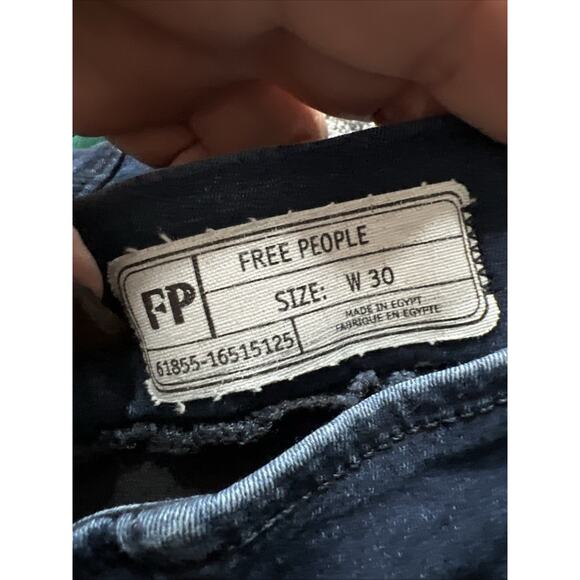 FP
FREE PEOPLE
SIZE: W 30
61855-16515125
MADE IN EGYPT
FABRIQUE EN EGYPTE